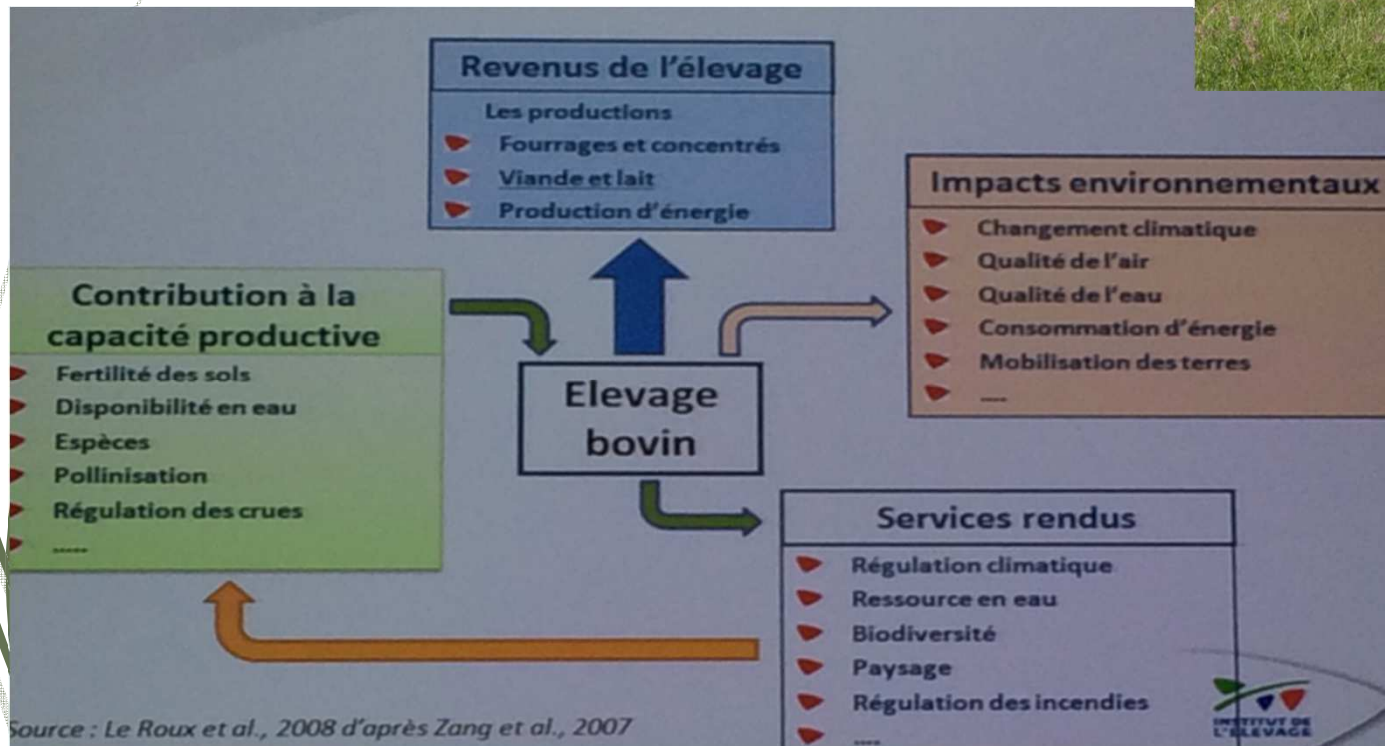 Revenus de l'élevage
Les productions
Fourrages et concentrés
Viande et lait
Production d'énergie
Impacts environnementaux
Changement climatique
Qualité de l'air
Qualité de l'eau
Consommation d'énergie
Mobilisation des terres
....
Contribution à la
capacité productive
Fertilité des sols
Disponibilité en eau
Espèces
Pollinisation
Régulation des crues
.....
Elevage
bovin
Services rendus
Régulation climatique
Ressource en eau
Biodiversité
Paysage
Régulation des incendies
....
Source : Le Roux et al., 2008 d'après Zang et al., 2007
INSTITUT DE
L'ELEVAGE